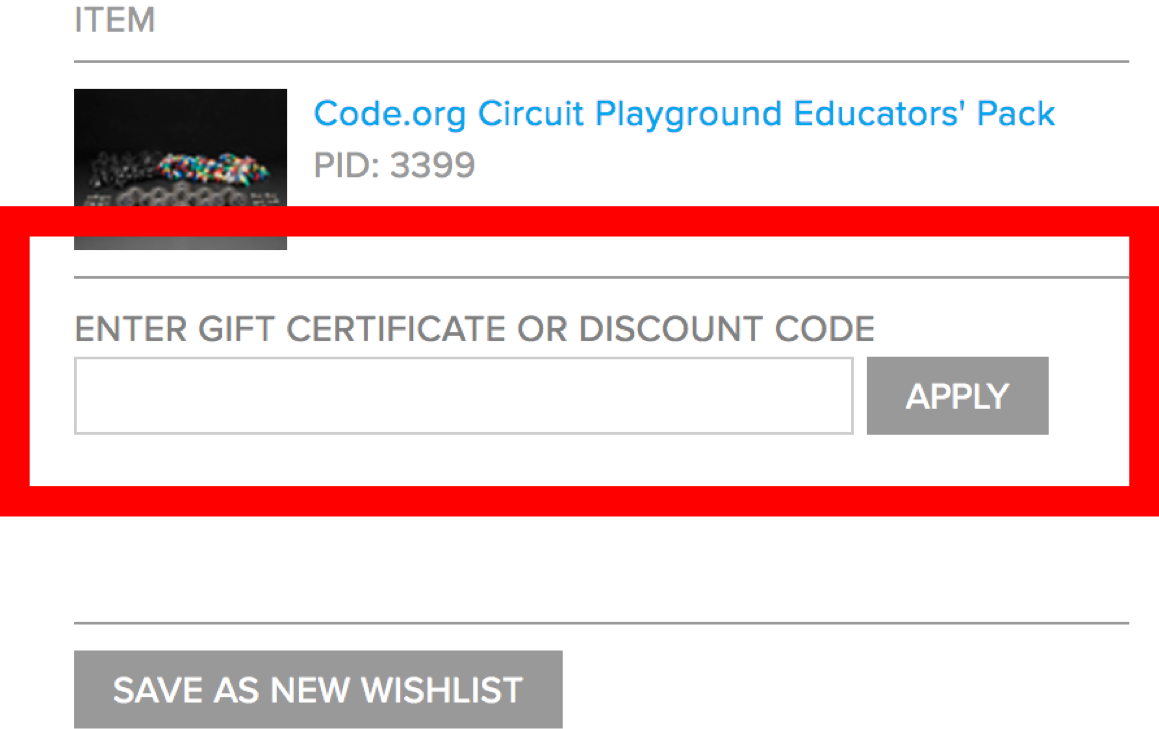 ITEM
Code.org Circuit Playground Educators' Pack
PID: 3399
ENTER GIFT CERTIFICATE OR DISCOUNT CODE
APPLY
SAVE AS NEW WISHLIST